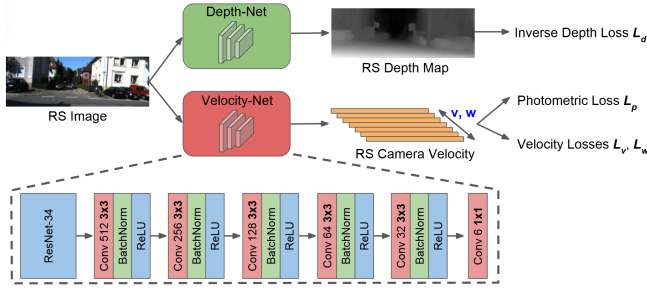 Depth-Net
RS Image
Velocity-Net
RS Depth Map
Inverse Depth Loss L_d
v, w
RS Camera Velocity
Photometric Loss L_p
Velocity Losses L_v, L_w
ResNet-34
Conv 512 3x3
BatchNorm
ReLU
Conv 256 3x3
BatchNorm
ReLU
Conv 128 3x3
BatchNorm
ReLU
Conv 64 3x3
BatchNorm
ReLU
Conv 32 3x3
BatchNorm
ReLU
Conv 6 1x1